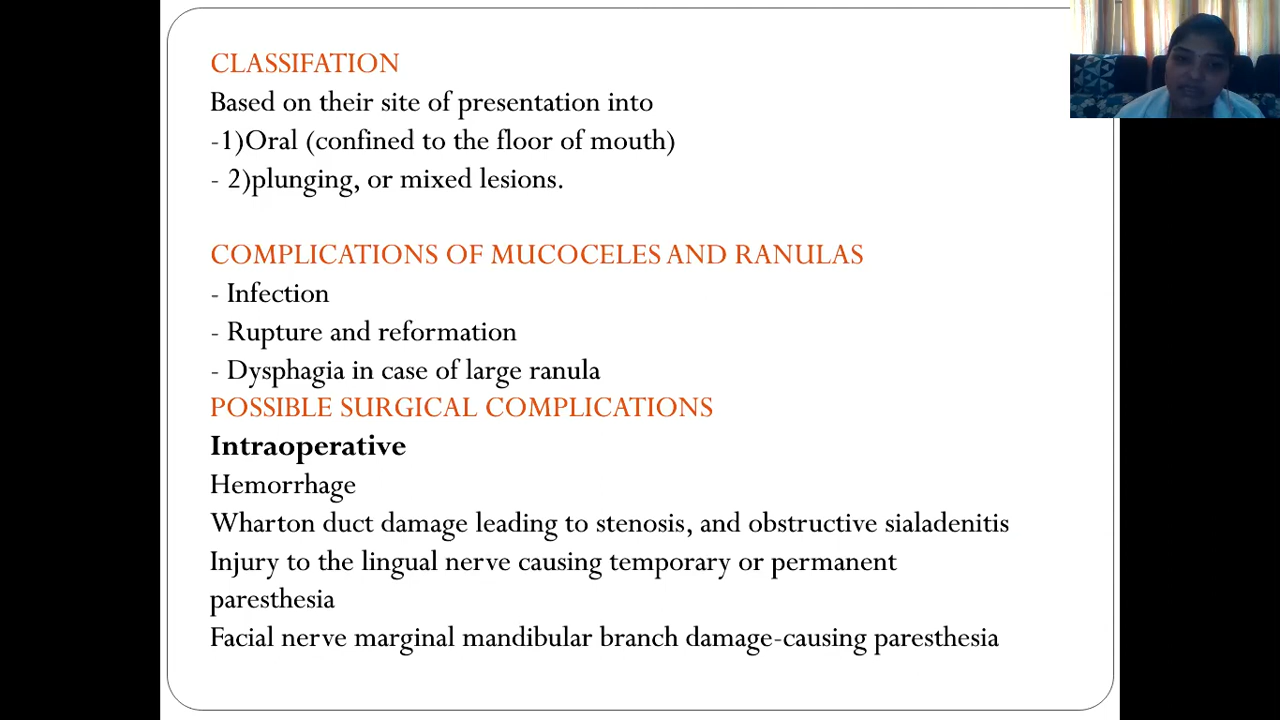 CLASSIFATION
Based on their site of presentation into
-1)Oral (confined to the floor of mouth)
- 2)plunging, or mixed lesions.
COMPLICATIONS OF MUCOCELES AND RANULAS
- Infection
- Rupture and reformation
- Dysphagia in case of large ranula
POSSIBLE SURGICAL COMPLICATIONS
Intraoperative
Hemorrhage
Wharton duct damage leading to stenosis, and obstructive sialadenitis
Injury to the lingual nerve causing temporary or permanent
paresthesia
Facial nerve marginal mandibular branch damage-causing paresthesia